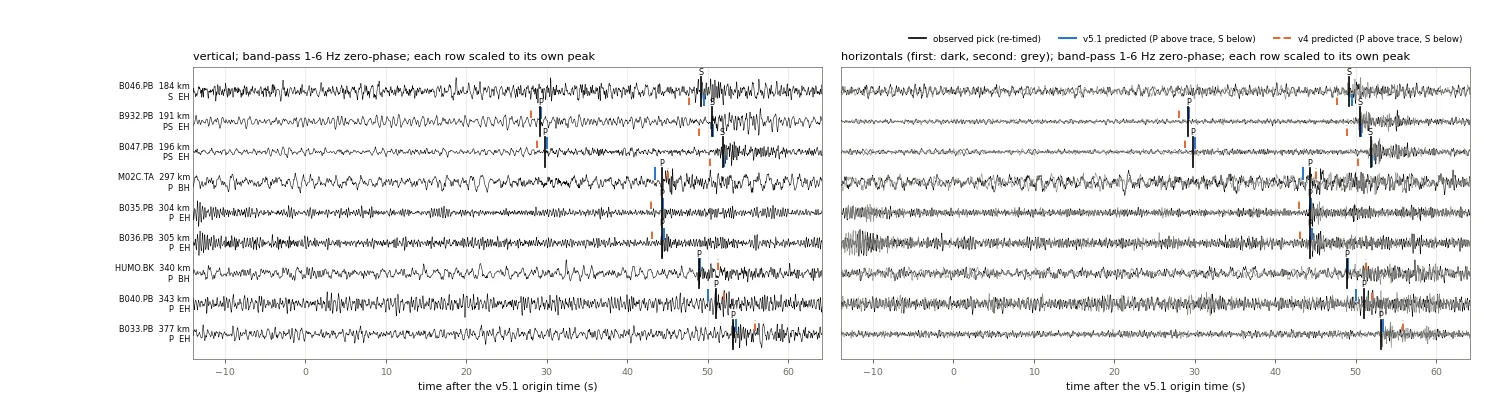 observed pick (re-timed) v5.1 predicted (P above trace, S below) v4 predicted (P above trace, S below)
vertical; band-pass 1-6 Hz zero-phase; each row scaled to its own peak
horizontals (first: dark, second: grey); band-pass 1-6 Hz zero-phase; each row scaled to its own peak
B046.PB 184 km
S EH
B932.PB 191 km
PS EH
B047.PB 196 km
PS EH
M02C.TA 297 km
P BH
B035.PB 304 km
P EH
B036.PB 305 km
P EH
HUMO.BK 340 km
P BH
B040.PB 343 km
P EH
B033.PB 377 km
P EH
S
P
S
P
S
P
P
P
P
S
P
S
P
S
P
P
P
P
−10 0 10 20 30 40 50 60
time after the v5.1 origin time (s)
−10 0 10 20 30 40 50 60
time after the v5.1 origin time (s)